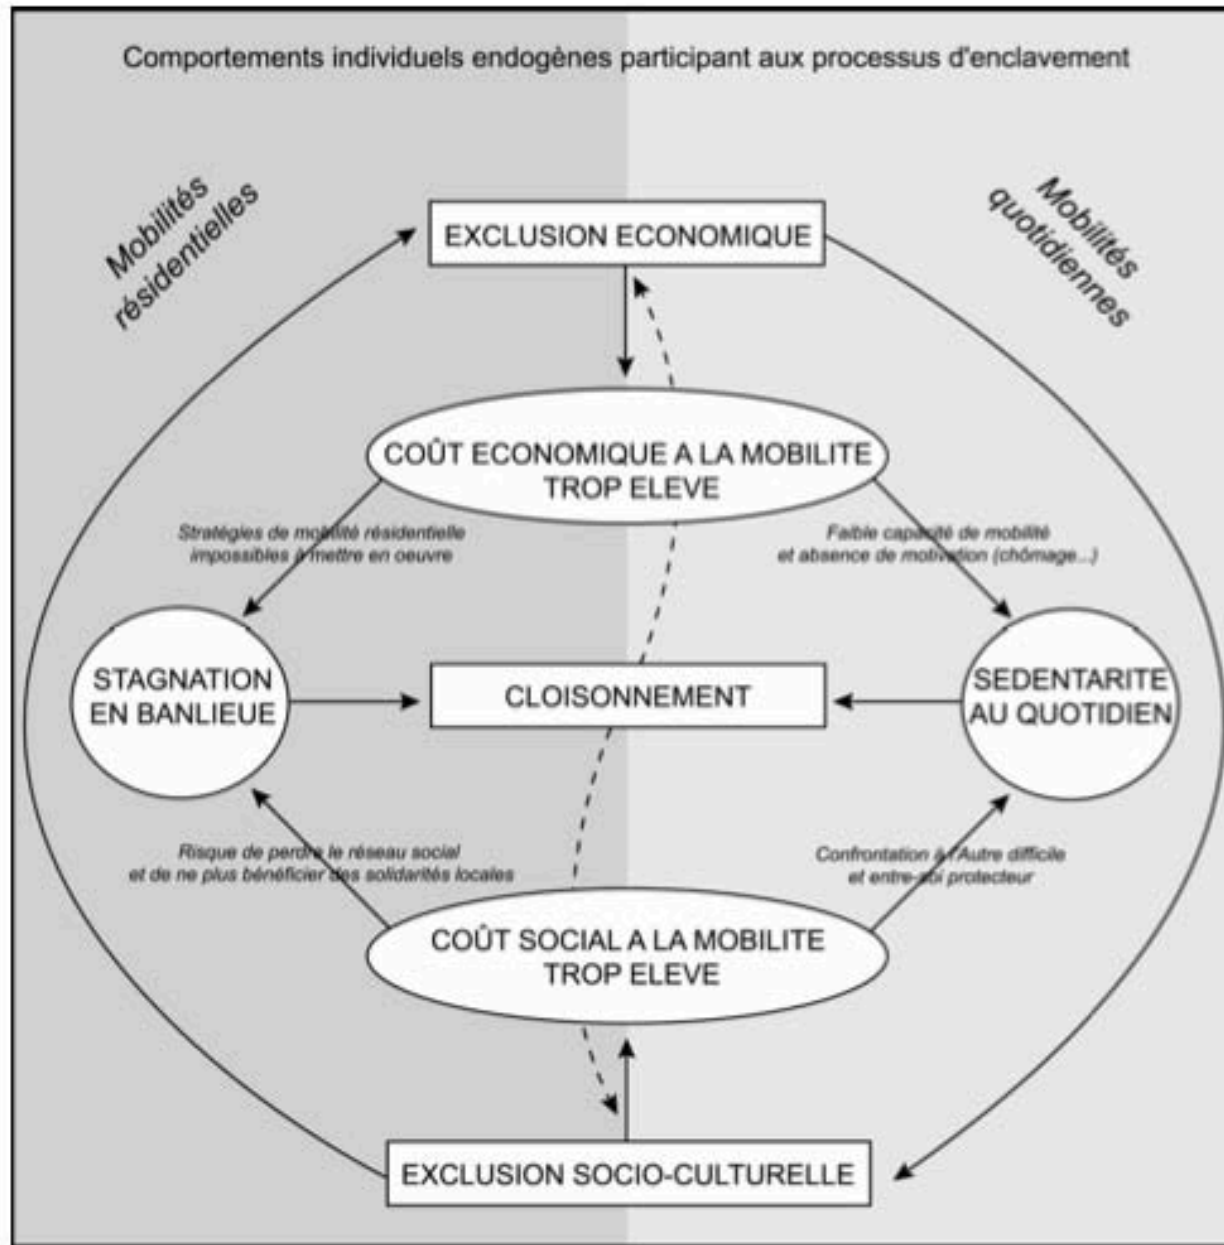 Comportements individuels endogènes participant aux processus d'enclavement
Mobilités
résidentielles
Mobilités
quotidiennes
EXCLUSION ECONOMIQUE
COÛT ECONOMIQUE A LA MOBILITE
TROP ELEVE
Stratégies de mobilité résidentielle
impossibles à mettre en oeuvre
Faible capacité de mobilité
et absence de motivation (chômage...)
STAGNATION
EN BANLIEUE
CLOISONNEMENT
SEDENTARITE
AU QUOTIDIEN
Risque de perdre le réseau social
et de ne plus bénéficier des solidarités locales
Confrontation à l'Autre difficile
et entre-soi protecteur
COÛT SOCIAL A LA MOBILITE
TROP ELEVE
EXCLUSION SOCIO-CULTURELLE